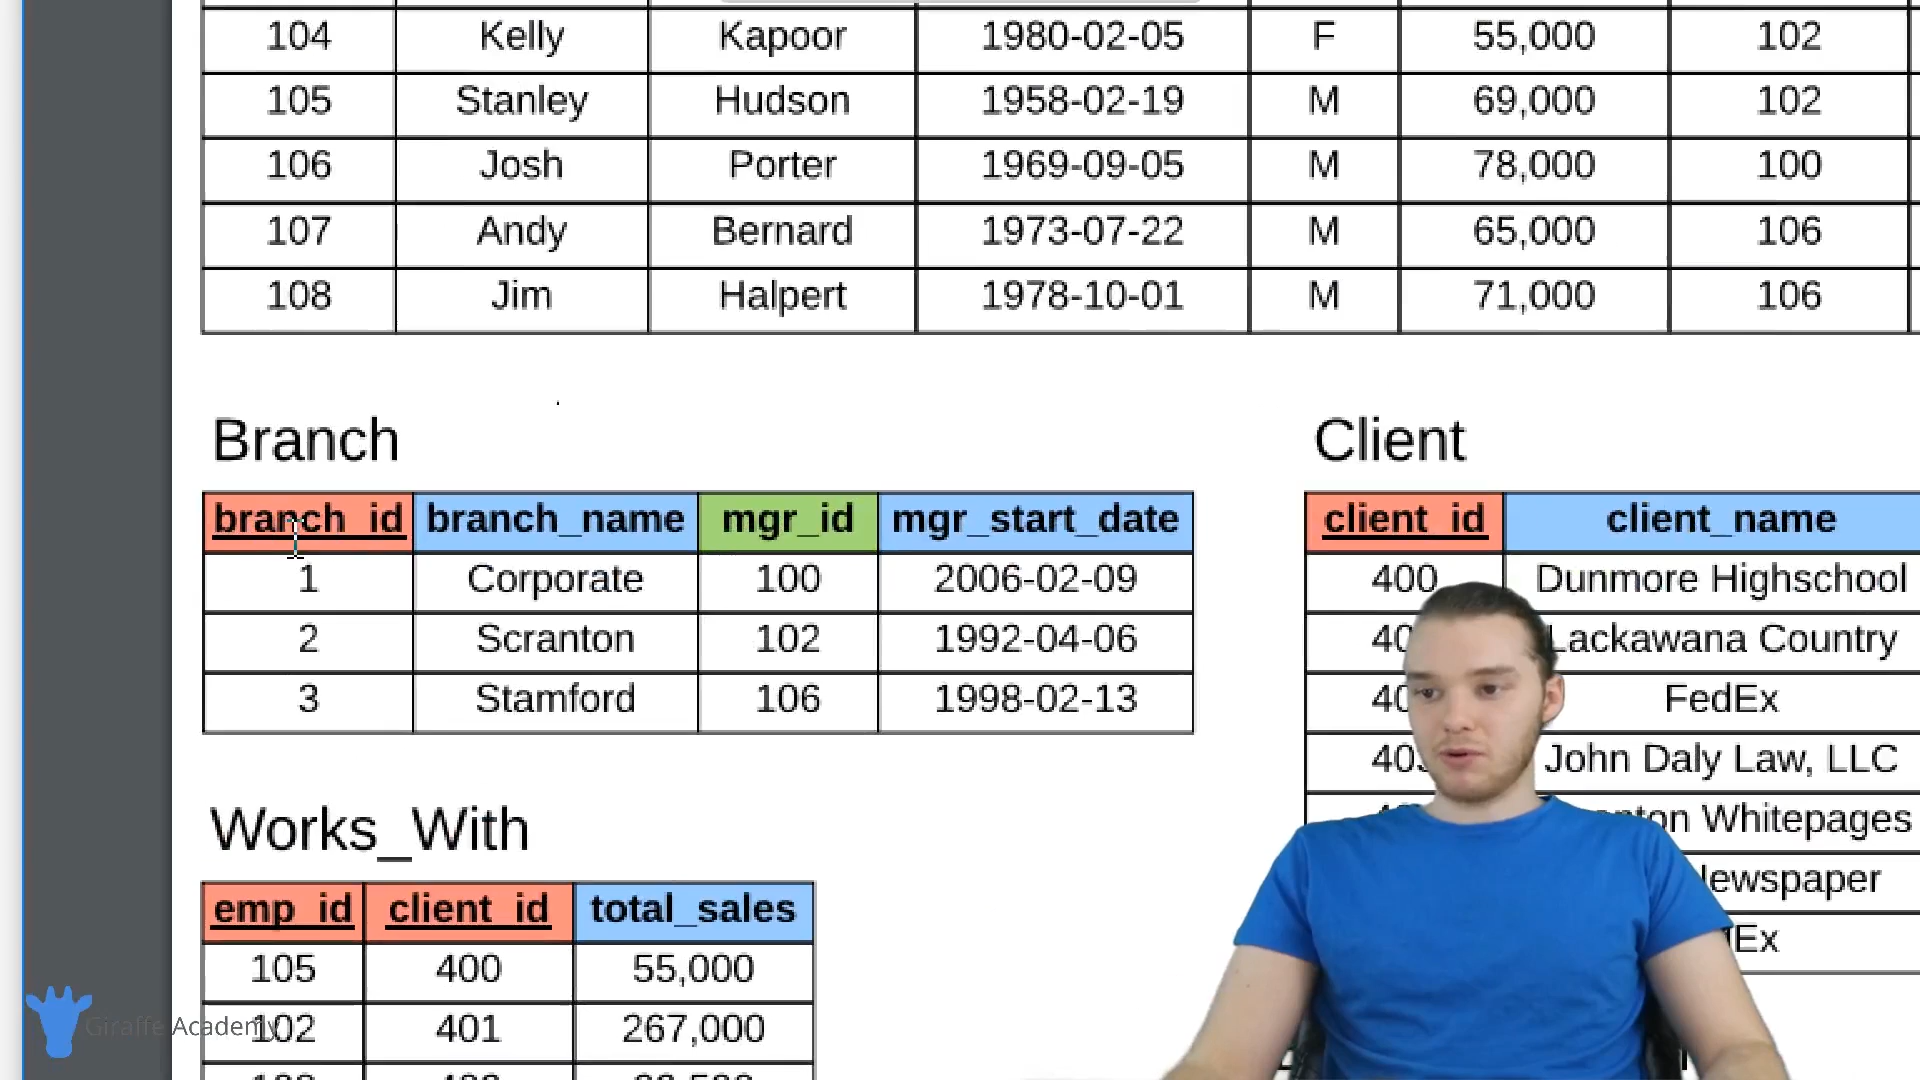 104 Kelly Kapoor 1980-02-05 F 55,000 102
105 Stanley Hudson 1958-02-19 M 69,000 102
106 Josh Porter 1969-09-05 M 78,000 100
107 Andy Bernard 1973-07-22 M 65,000 106
108 Jim Halpert 1978-10-01 M 71,000 106
Branch
branch_id branch_name mgr_id mgr_start_date
1 Corporate 100 2006-02-09
2 Scranton 102 1992-04-06
3 Stamford 106 1998-02-13
Client
client_id client_name
400 Dunmore Highschool
Lackawana Country
FedEx
John Daly Law, LLC
Whitepages
Works_With
emp_id client_id total_sales
105 400 55,000
102 401 267,000
Giraffe Academy